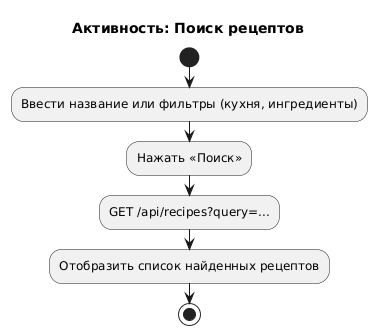 Активность: Поиск рецептов
Ввести название или фильтры (кухня, ингредиенты)
Нажать «Поиск»
GET /api/recipes?query=...
Отобразить список найденных рецептов